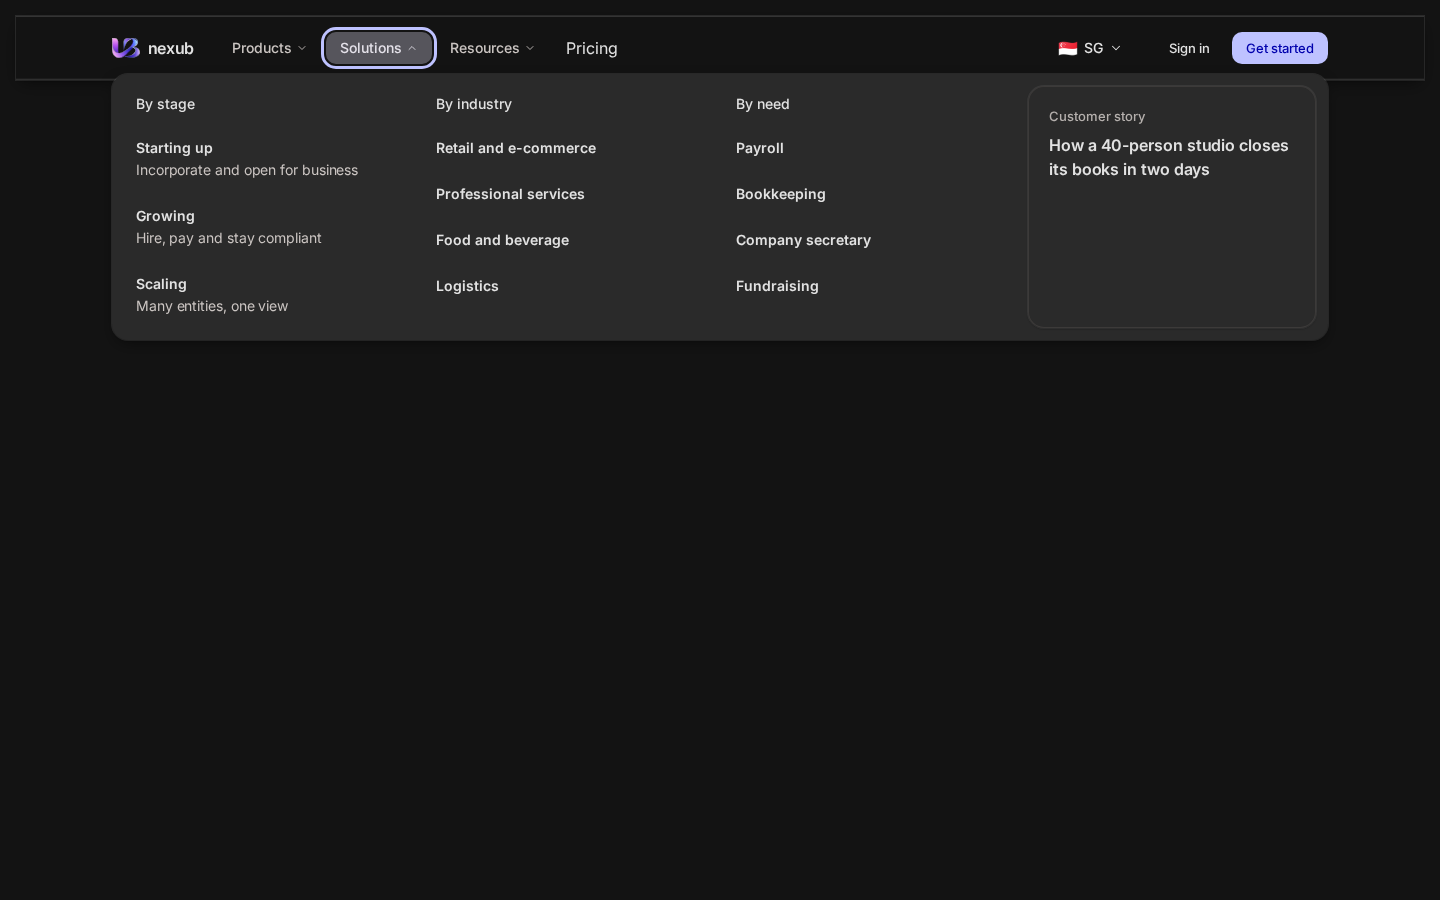 nexub
Products
Solutions
Resources
Pricing
SG
Sign in
Get started
By stage
Starting up
Incorporate and open for business
Growing
Hire, pay and stay compliant
Scaling
Many entities, one view
By industry
Retail and e-commerce
Professional services
Food and beverage
Logistics
By need
Payroll
Bookkeeping
Company secretary
Fundraising
Customer story
How a 40-person studio closes
its books in two days